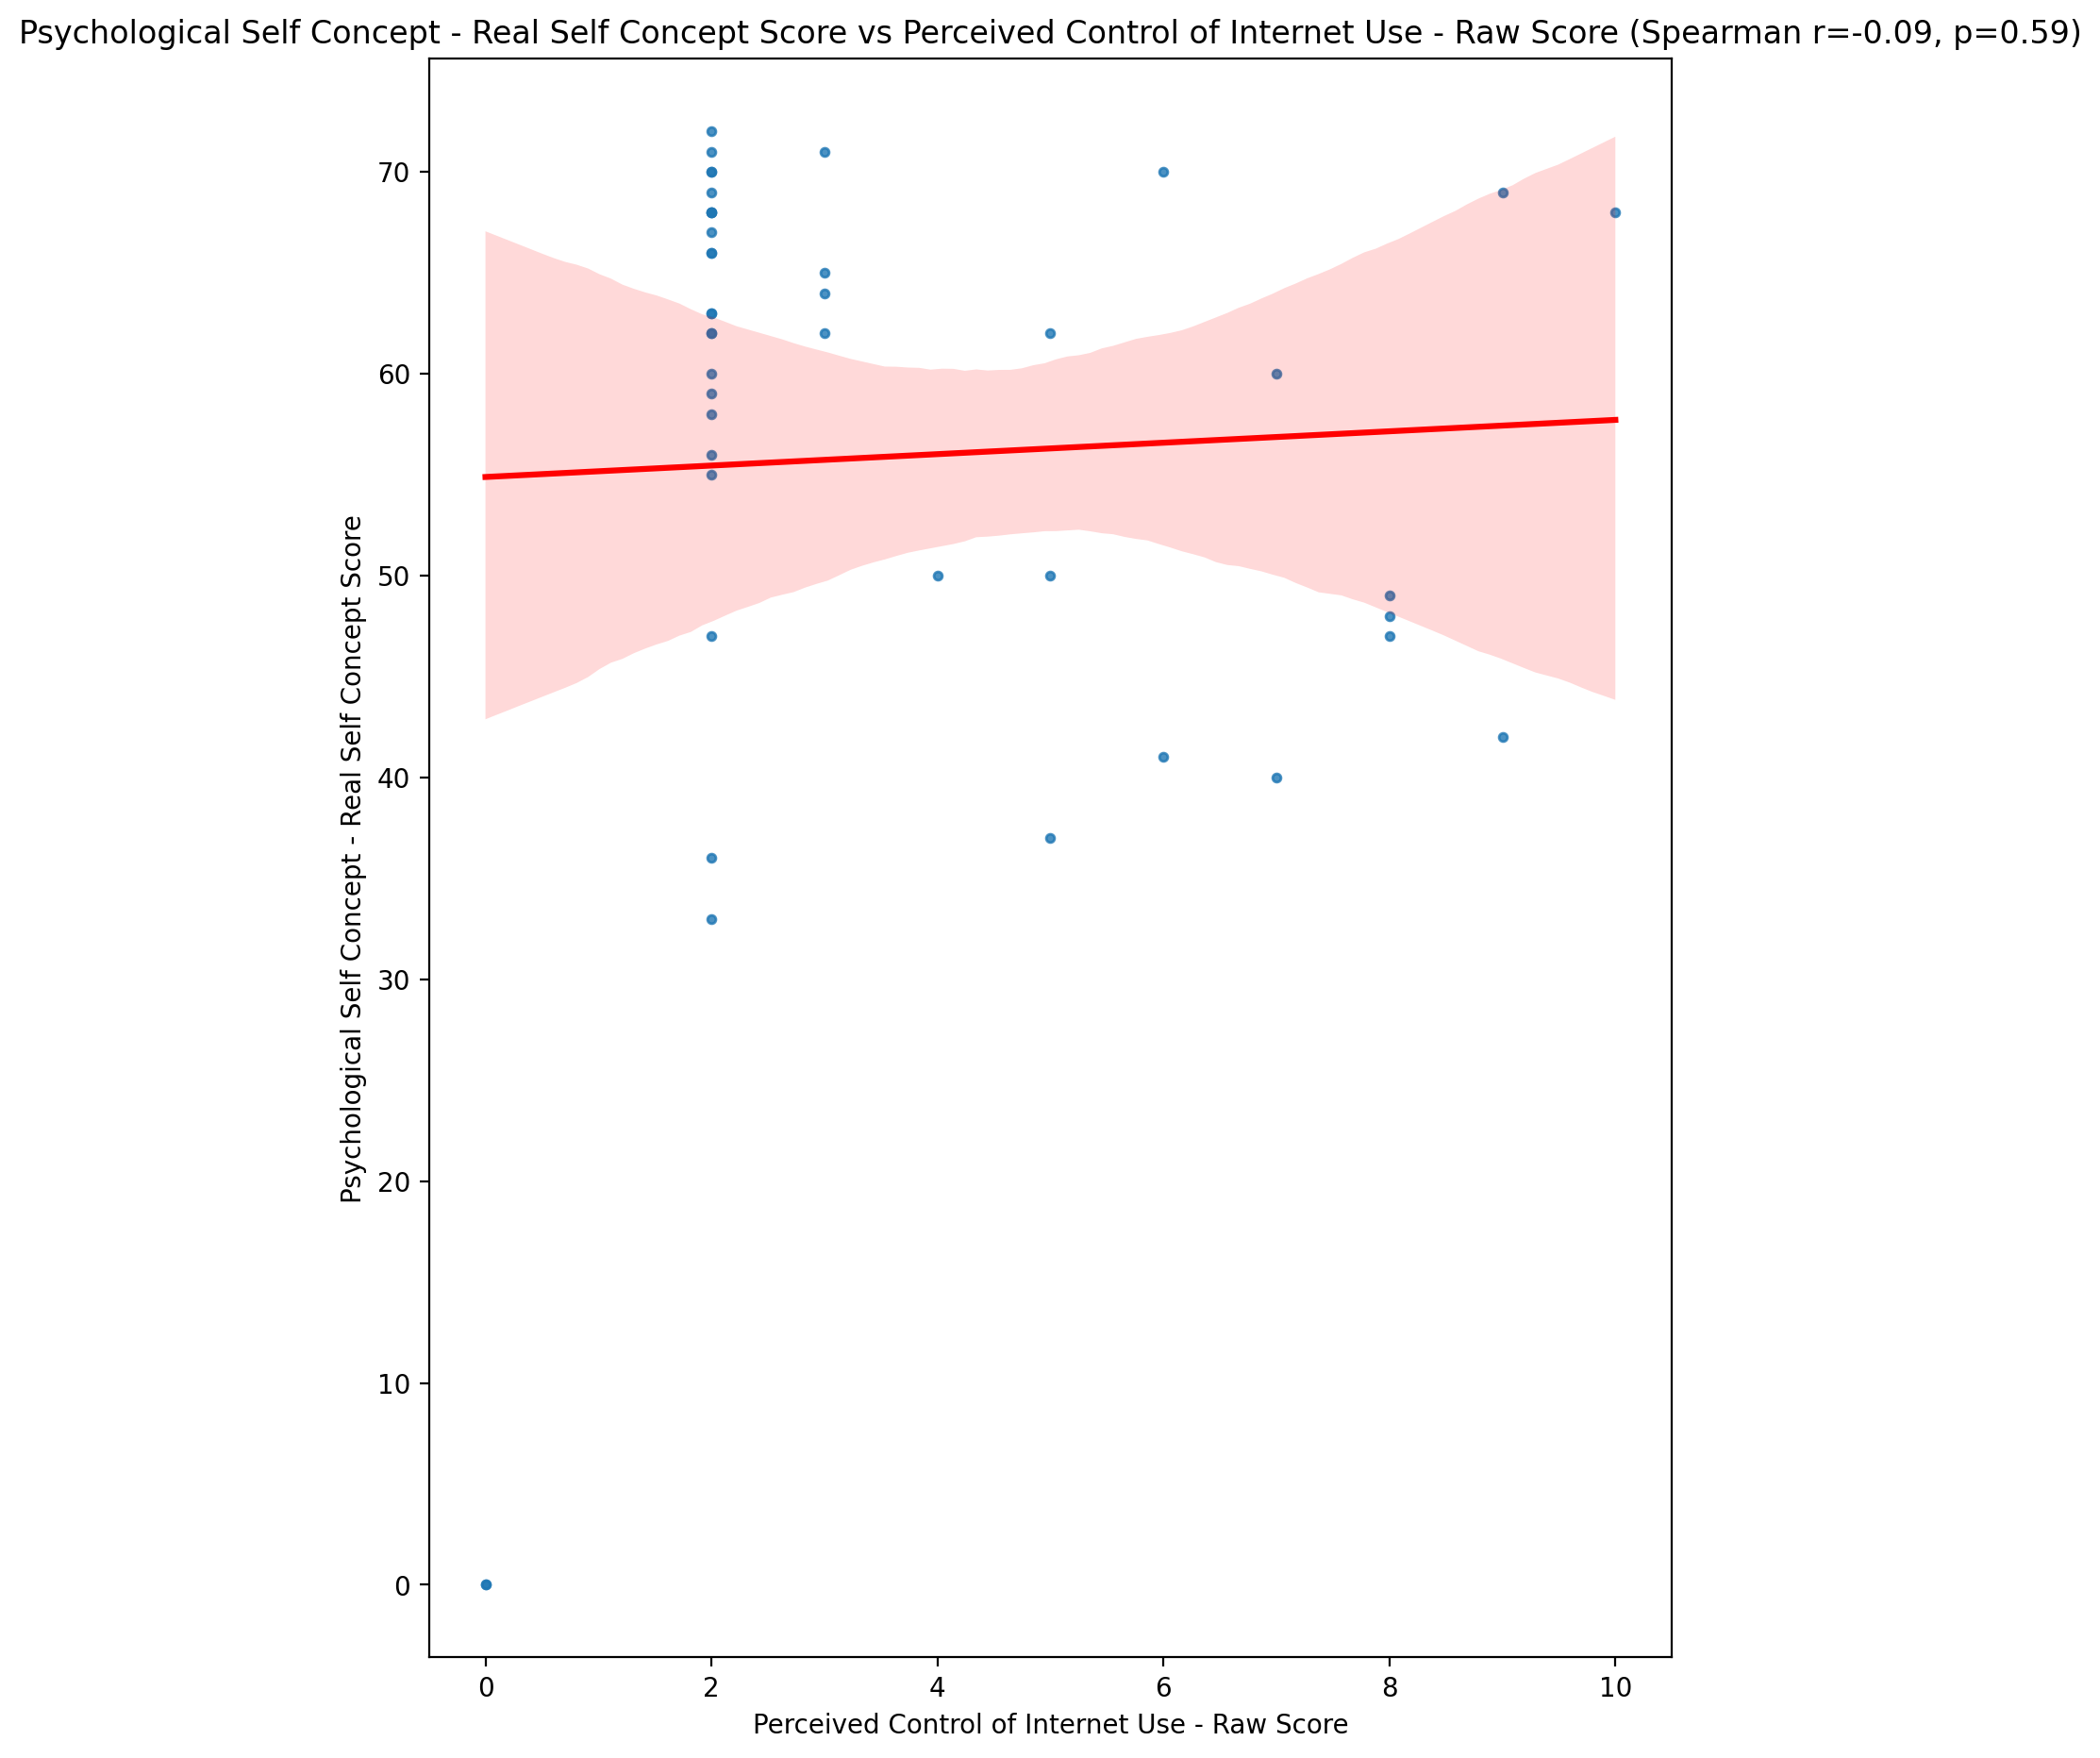 Psychological Self Concept - Real Self Concept Score vs Perceived Control of Internet Use - Raw Score (Spearman r=-0.09, p=0.59)
Psychological Self Concept - Real Self Concept Score
70
60
50
40
30
20
10
0
0 2 4 6 8 10
Perceived Control of Internet Use - Raw Score